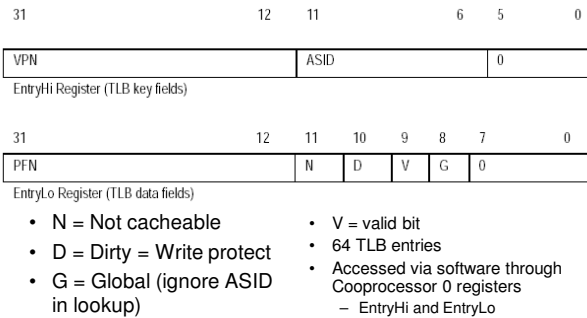 31 12 11 6 5 0
VPN ASID 0
EntryHi Register (TLB key fields)
31 12 11 10 9 8 7 0
PFN N D V G 0
EntryLo Register (TLB data fields)
• N = Not cacheable
• D = Dirty = Write protect
• G = Global (ignore ASID
in lookup)
• V = valid bit
• 64 TLB entries
• Accessed via software through
Cooprocessor 0 registers
– EntryHi and EntryLo